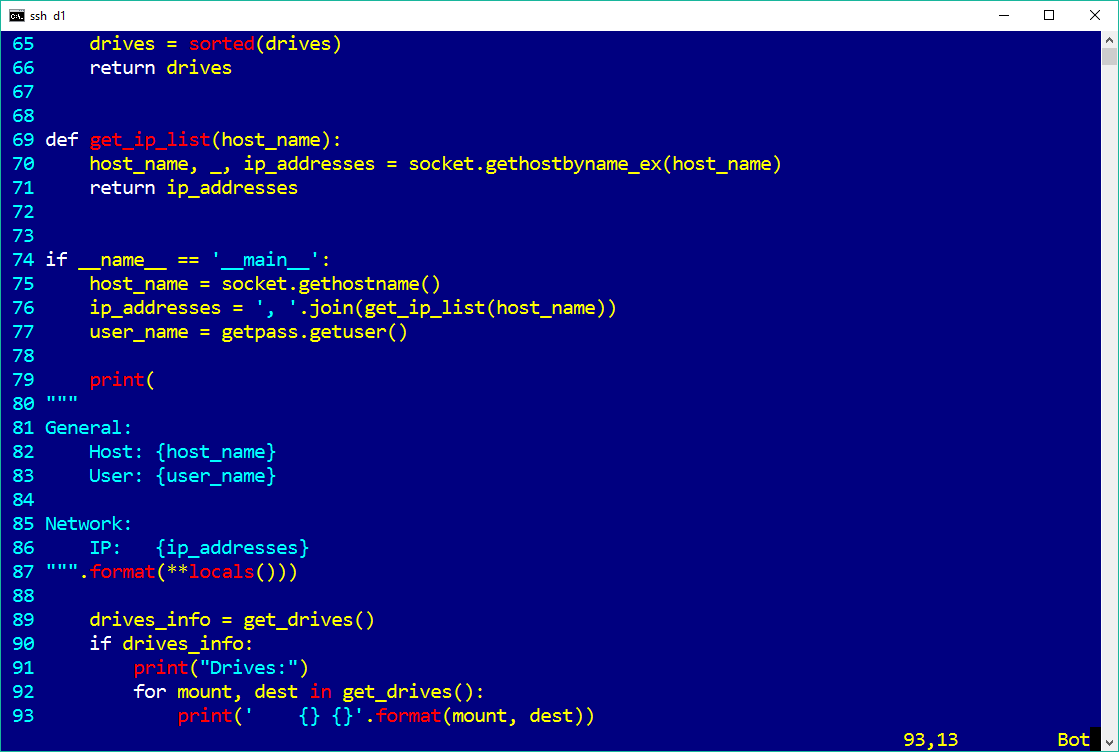 ssh d1
65     drives = sorted(drives)
66     return drives
67
68
69 def get_ip_list(host_name):
70     host_name, _, ip_addresses = socket.gethostbyname_ex(host_name)
71     return ip_addresses
72
73
74 if __name__ == '__main__':
75     host_name = socket.gethostname()
76     ip_addresses = ', '.join(get_ip_list(host_name))
77     user_name = getpass.getuser()
78
79     print(
80 """
81 General:
82     Host: {host_name}
83     User: {user_name}
84
85 Network:
86     IP:   {ip_addresses}
87 """.format(**locals()))
88
89     drives_info = get_drives()
90     if drives_info:
91         print("Drives:")
92         for mount, dest in get_drives():
93             print('    {} {}'.format(mount, dest))
93,13 Bot